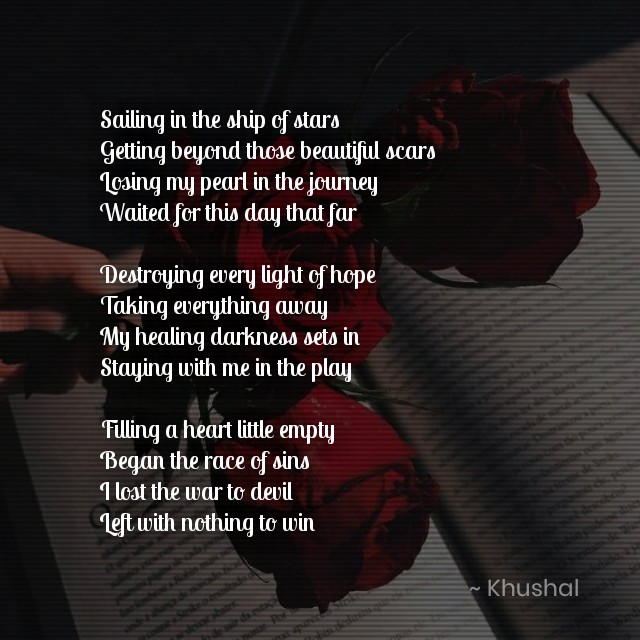 Sailing in the ship of stars
Getting beyond those beautiful scars
Losing my pearl in the journey
Waited for this day that far
Destroying every light of hope
Taking everything away
My healing darkness sets in
Staying with me in the play
Filling a heart little empty
Began the race of sins
I lost the war to devil
Left with nothing to win
~ Khushal